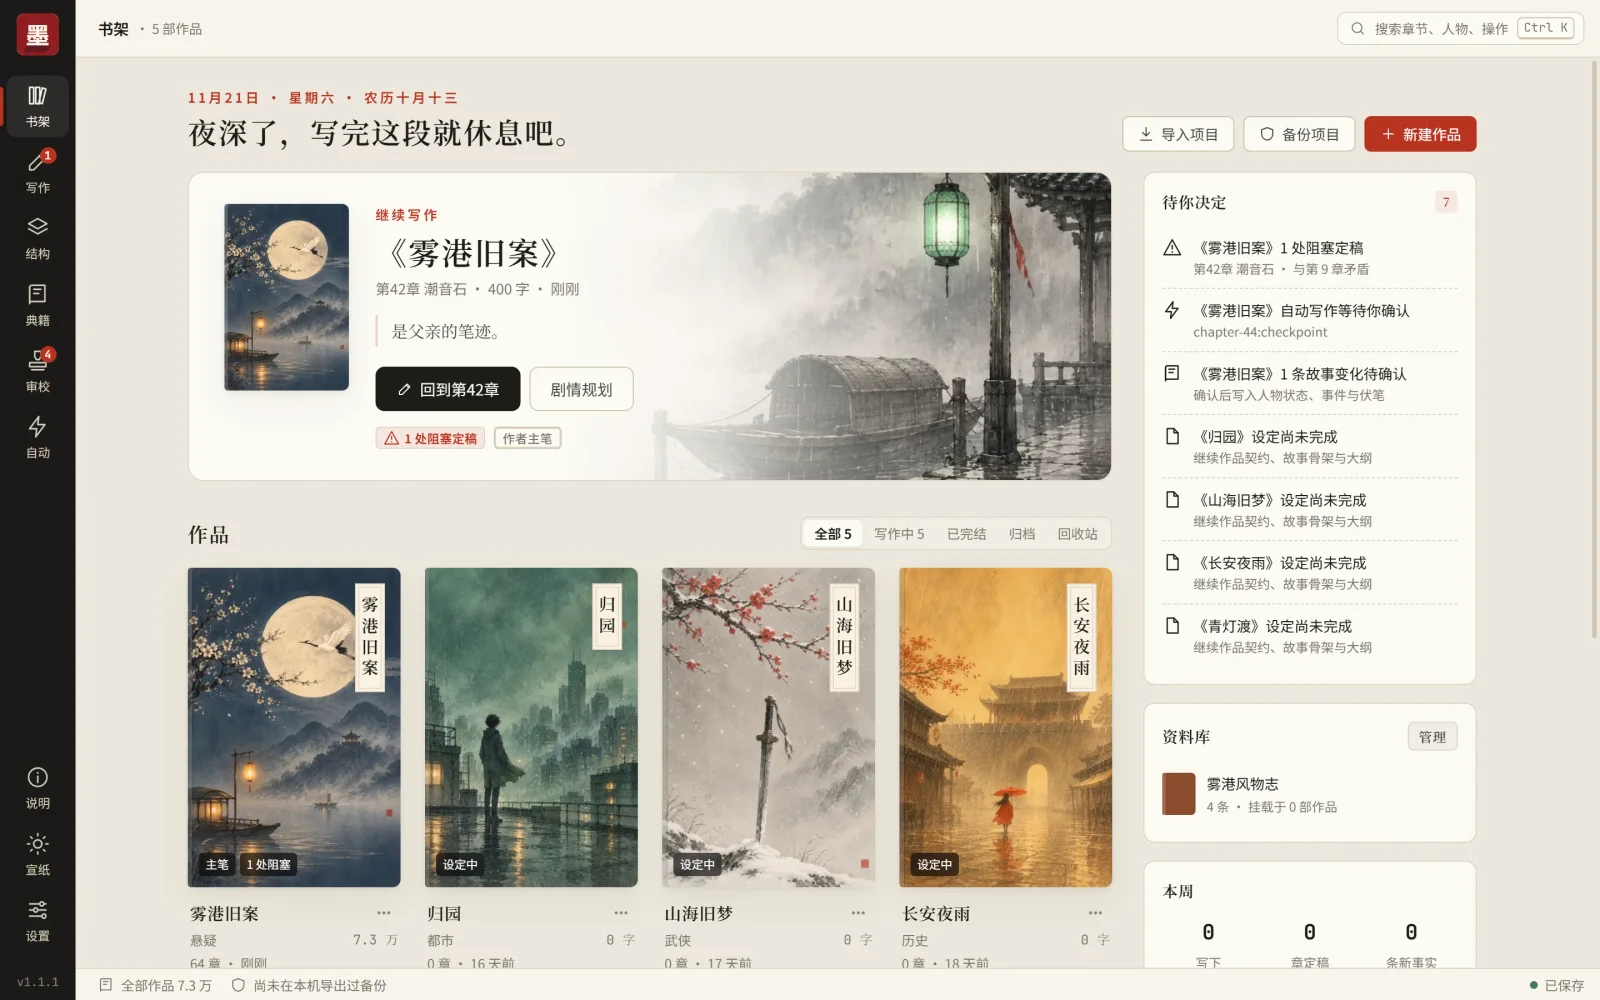 墨
书架
1
写作
结构
典籍
4
审校
自动
说明
宣纸
设置
v1.1.1
书架 · 5 部作品
搜索章节、人物、操作 Ctrl K
11月21日 · 星期六 · 农历十月十三
夜深了，写完这段就休息吧。
导入项目
备份项目
新建作品
继续写作
《雾港旧案》
第42章 潮音石 · 400 字 · 刚刚
是父亲的笔迹。
回到第42章
剧情规划
1 处阻塞定稿
作者主笔
作品
全部 5
写作中 5
已完结
归档
回收站
雾港旧案
主笔
1 处阻塞
雾港旧案
悬疑 7.3 万
64 章 · 刚刚
归园
设定中
归园
都市 0 字
0 章 · 16 天前
山海旧梦
设定中
山海旧梦
武侠 0 字
0 章 · 17 天前
长安夜雨
设定中
长安夜雨
历史 0 字
0 章 · 18 天前
待你决定 7
《雾港旧案》1 处阻塞定稿
第42章 潮音石 · 与第 9 章矛盾
《雾港旧案》自动写作等待你确认
chapter-44:checkpoint
《雾港旧案》1 条故事变化待确认
确认后写入人物状态、事件与伏笔
《归园》设定尚未完成
继续作品契约、故事骨架与大纲
《山海旧梦》设定尚未完成
继续作品契约、故事骨架与大纲
《长安夜雨》设定尚未完成
继续作品契约、故事骨架与大纲
《青灯渡》设定尚未完成
继续作品契约、故事骨架与大纲
资料库 管理
雾港风物志
4 条 · 挂载于 0 部作品
本周
0 0 0
写下 章定稿 条新事实
全部作品 7.3 万
尚未在本机导出过备份
已保存